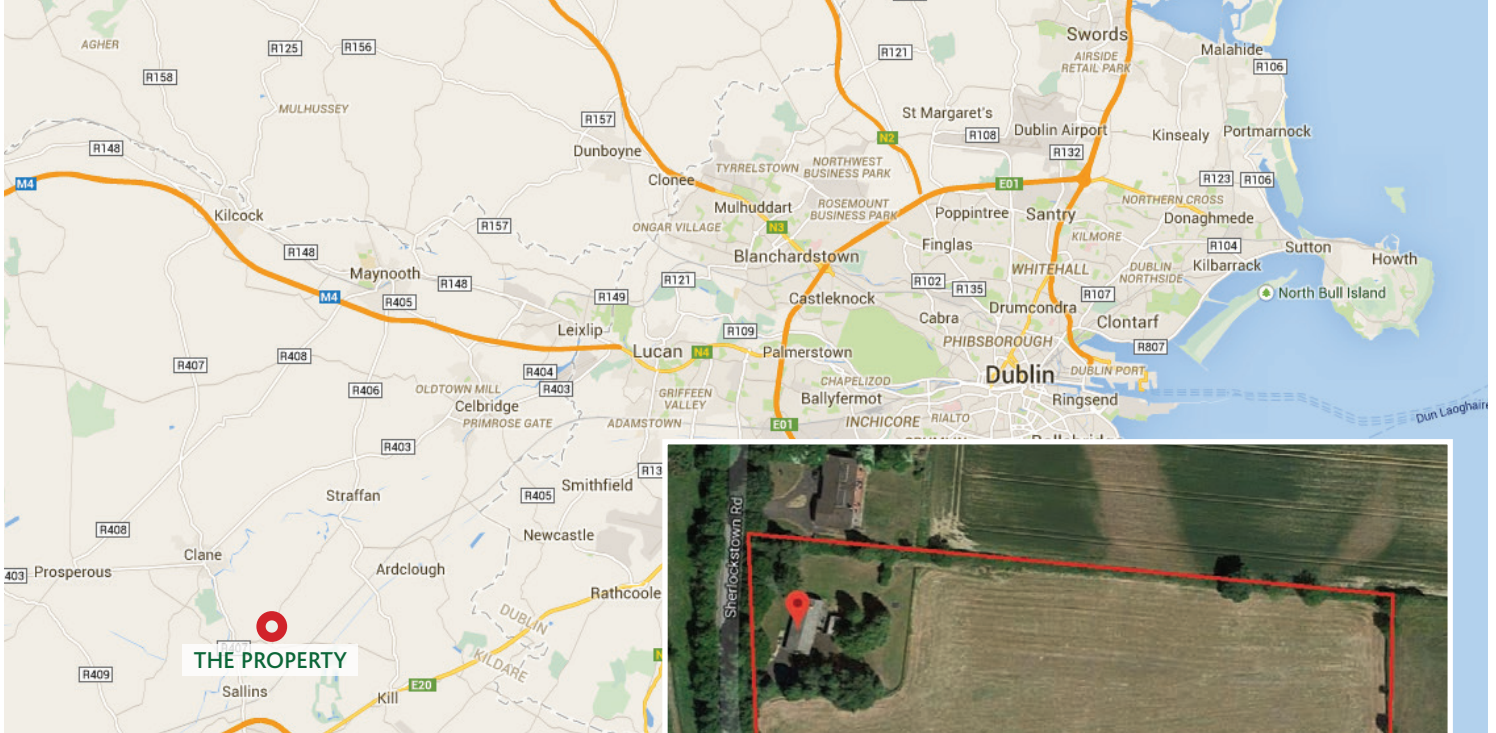 Swords
R121
Malahide
AGHER
R125
R156
AIRSIDE
RETAIL PARK
R106
R158
MULHUSSEY
St Margaret's
R157
R108
Dublin Airport
Kinsealy
Portmarnock
N2
R148
Dunboyne
R132
TYRRELSTOWN
NORTHWEST
BUSINESS PARK
M4
Clonee
E01
R123
R106
Mulhuddart
ROSEMOUNT
BUSINESS PARK
NORTHERN CROSS
Kilcock
R157
ONGAR VILLAGE
N3
Poppintree
Santry
Donaghmede
KILMORE
R148
Finglas
R104
Sutton
Blanchardstown
Howth
Maynooth
R148
R121
WHITEHALL
DUBLIN
NORTHSIDE
Kilbarrack
M4
R405
R149
R102
R135
R107
North Bull Island
Castleknock
Drumcondra
Leixlip
R109
Cabra
Clontarf
PHIBSBOROUGH
R807
R407
R408
Lucan
N4
Palmerstown
R404
Dublin
DUBLIN PORT
R406
OLDTOWN MILL
R403
CHAPELIZOD
Celbridge
GRIFFEEN
VALLEY
Ballyfermot
Ringsend
PRIMROSE GATE
ADAMSTOWN
E01
INCHICORE
RIALTO
Dun Laoghaire
R403
R13
Smithfield
Straffan
R405
R408
Newcastle
Sherlockstown Rd
Clane
403
Prosperous
Ardclough
Rathcoole
DUBLIN
KILDARE
R407
THE PROPERTY
N
R409
Sallins
Kill
E20